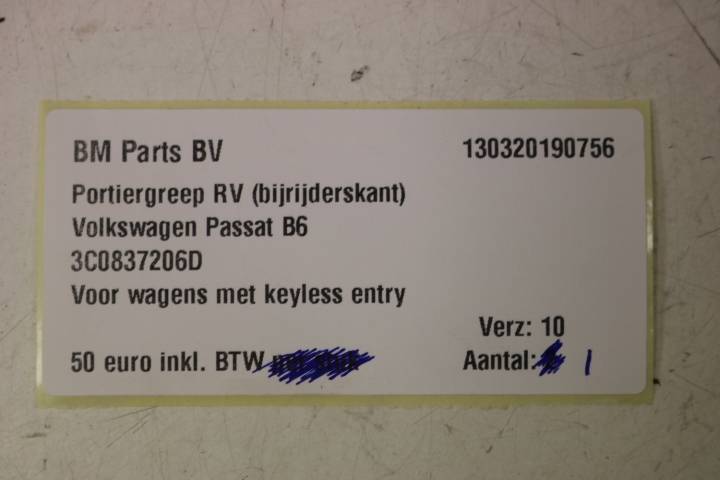 BM Parts BV 130320190756
Portiergreep RV (bijrijderskant)
Volkswagen Passat B6
3C0837206D
Voor wagens met keyless entry
Verz: 10
50 euro inkl. BTW Aantal: 1